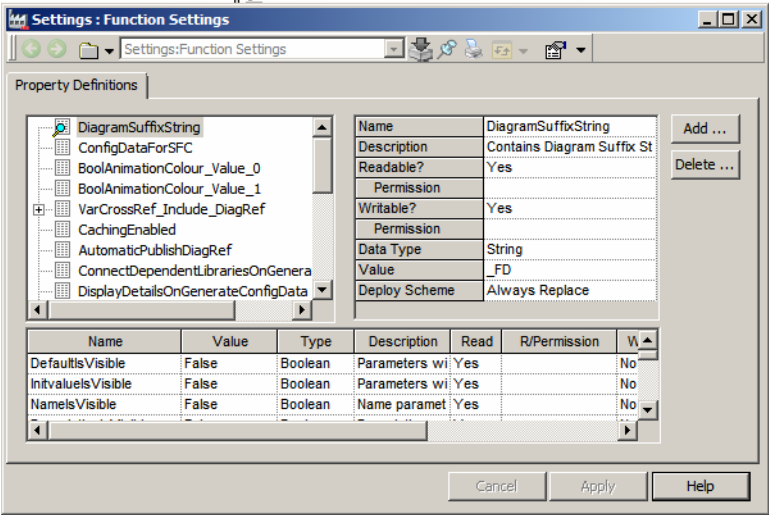 Settings : Function Settings
Settings:Function Settings
Property Definitions
DiagramSuffixString
ConfigDataForSFC
BoolAnimationColour_Value_0
BoolAnimationColour_Value_1
VarCrossRef_Include_DiagRef
CachingEnabled
AutomaticPublishDiagRef
ConnectDependentLibrariesOnGenera
DisplayDetailsOnGenerateConfigData
Name DiagramSuffixString
Description Contains Diagram Suffix St
Readable? Yes
Permission
Writable? Yes
Permission
Data Type String
Value _FD
Deploy Scheme Always Replace
Add ...
Delete ...
Name Value Type Description Read R/Permission W
DefaultIsVisible False Boolean Parameters wi Yes No
InitvalueIsVisible False Boolean Parameters wi Yes No
NameIsVisible False Boolean Name paramet Yes No
Cancel Apply Help